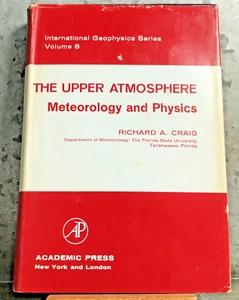 International Geophysics Series
Volume 8
THE UPPER ATMOSPHERE
Meteorology and Physics
RICHARD A. CRAIG
Department of Meteorology, The Florida State University
Tallahassee, Florida
AP
ACADEMIC PRESS
New York and London